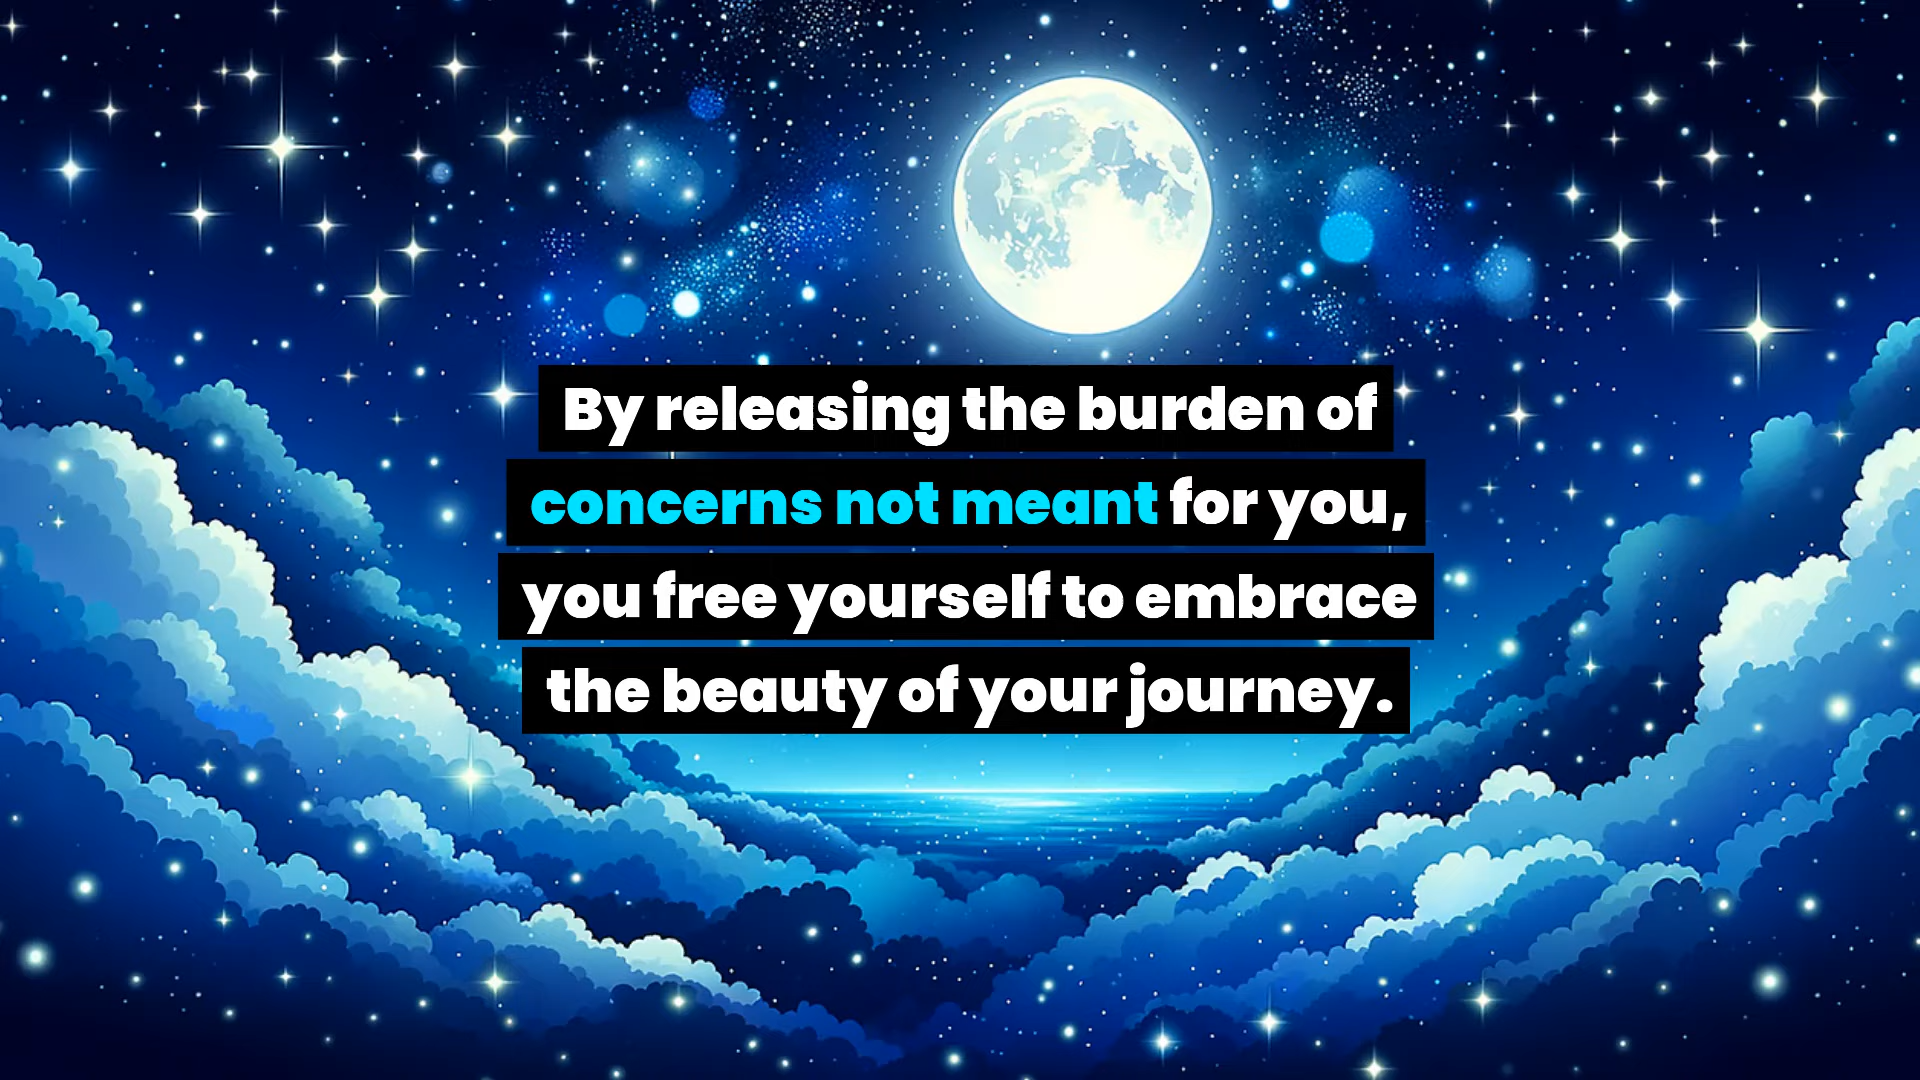 By releasing the burden of
concerns not meant for you,
you free yourself to embrace
the beauty of your journey.